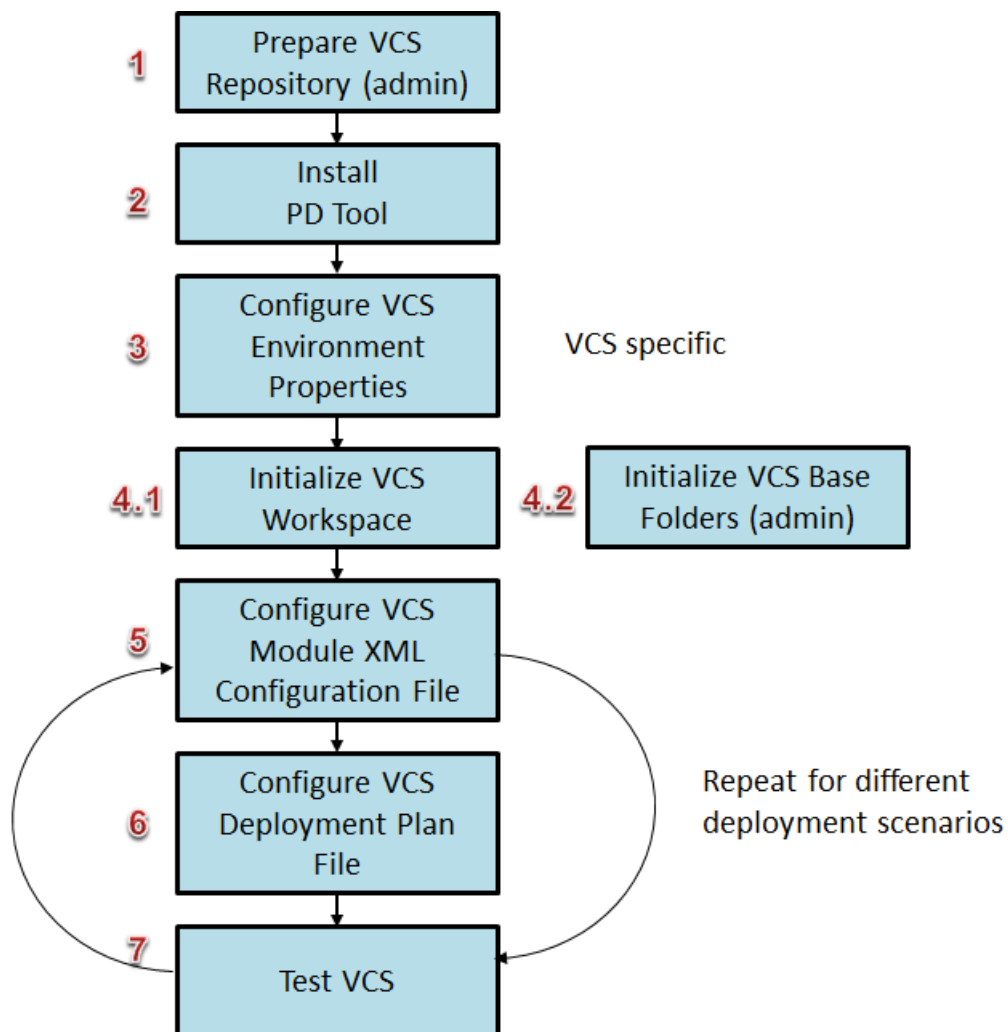 1
Prepare VCS
Repository (admin)
2
Install
PD Tool
3
Configure VCS
Environment
Properties
VCS specific
4.1
Initialize VCS
Workspace
4.2
Initialize VCS Base
Folders (admin)
5
Configure VCS
Module XML
Configuration File
6
Configure VCS
Deployment Plan
File
Repeat for different
deployment scenarios
7
Test VCS